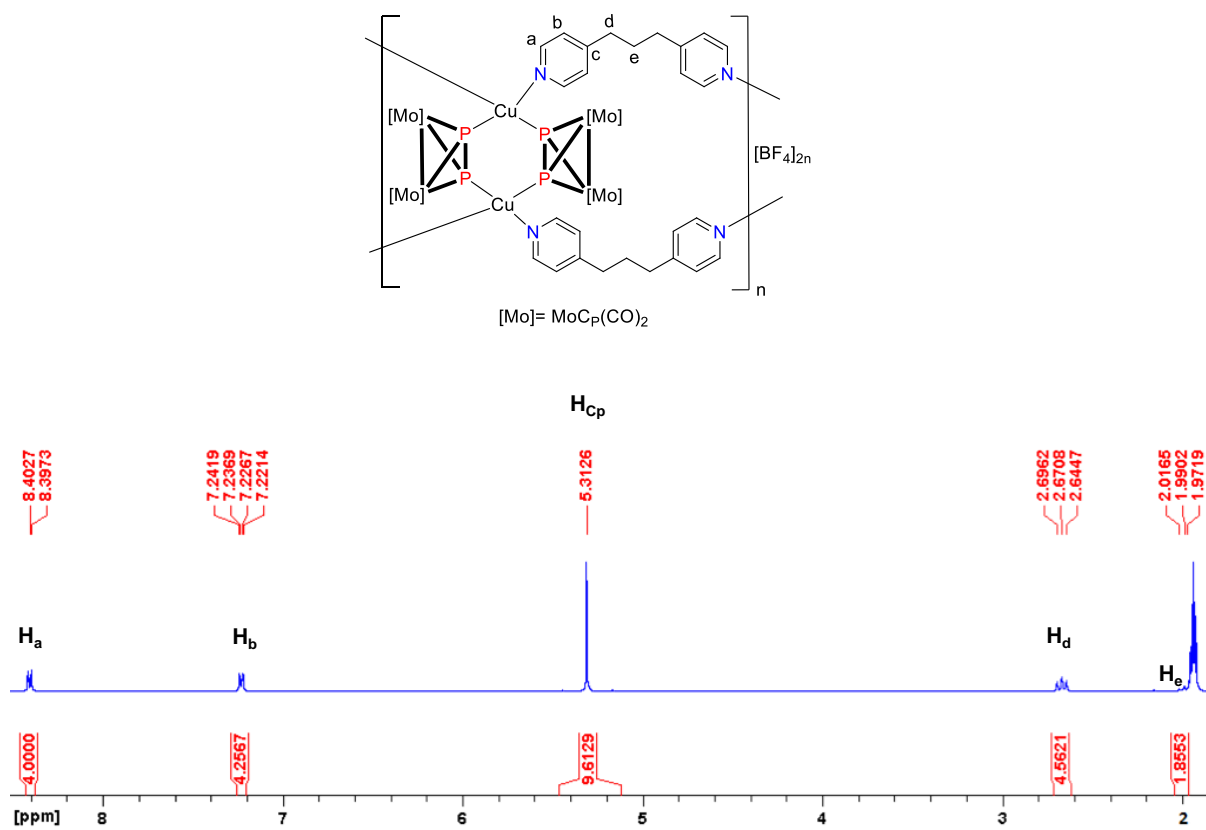 a
b
c
d
e
N
N
Cu
[Mo]
P
P
[Mo]
[Mo]
P
P
[Mo]
Cu
N
N
[BF4]2n
n
[Mo]= MoCP(CO)2
HCp
8.4027
8.3973
7.2419
7.2369
7.2267
7.2214
5.3126
2.6962
2.6708
2.6447
2.0165
1.9902
1.9719
Ha
Hb
Hd
He
4.0000
4.2567
9.6129
4.5621
1.8553
[ppm] 8 7 6 5 4 3 2